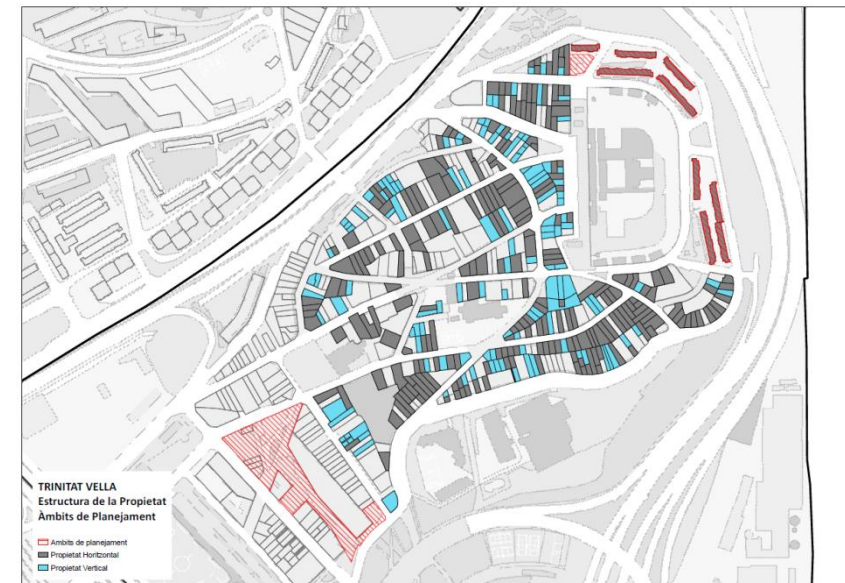 TRINITAT VELLA
Estructura de la Propietat
Àmbits de Planejament
Àmbits de planejament
Propietat Horitzontal
Propietat Vertical